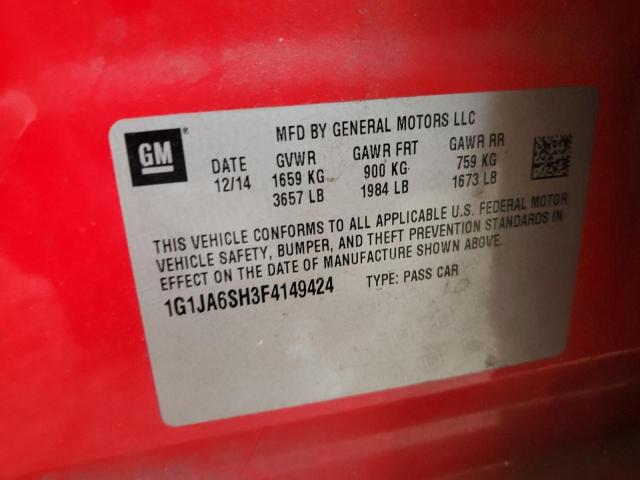 GM
MFD BY GENERAL MOTORS LLC
DATE GVWR GAWR FRT GAWR RR
12/14 1659 KG 900 KG 759 KG
3657 LB 1984 LB 1673 LB
THIS VEHICLE CONFORMS TO ALL APPLICABLE U.S. FEDERAL MOTOR
VEHICLE SAFETY, BUMPER, AND THEFT PREVENTION STANDARDS IN
EFFECT ON THE DATE OF MANUFACTURE SHOWN ABOVE.
1G1JA6SH3F4149424 TYPE: PASS CAR